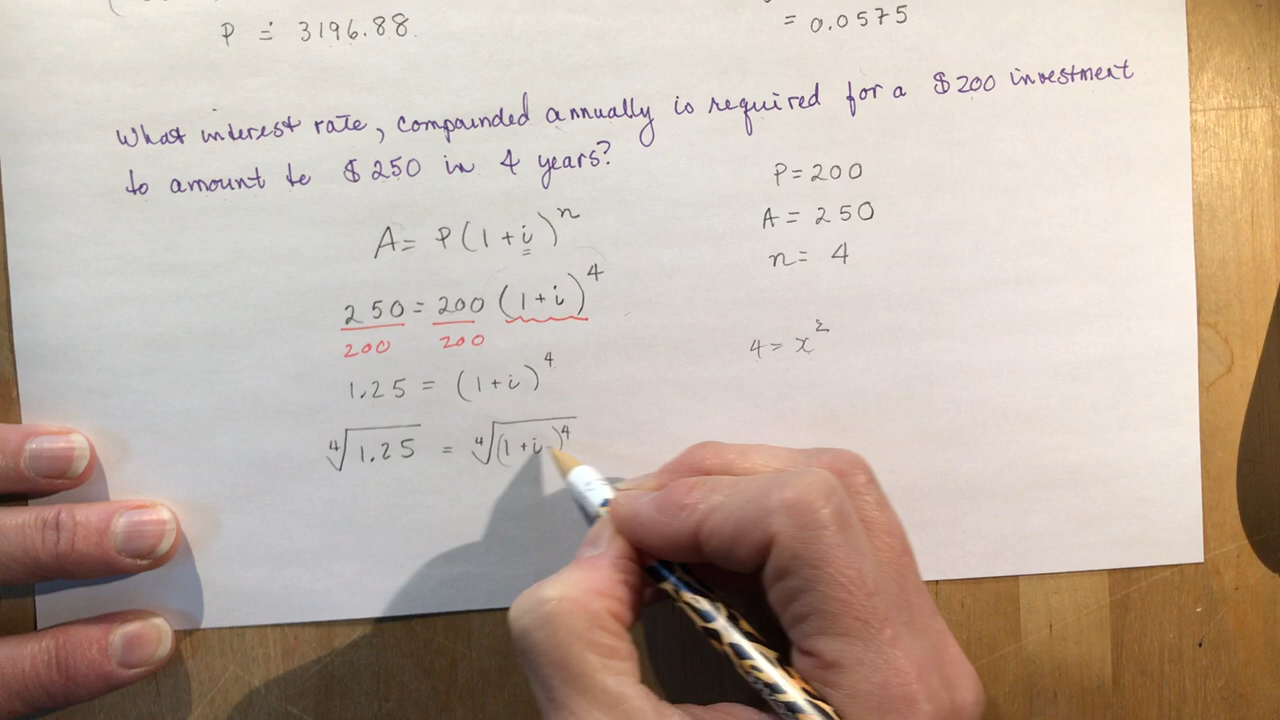 P ≐ 3196.88
= 0.0575
What interest rate, compounded annually is required for a $200 investment
to amount to $250 in 4 years?
P = 200
A = P(1+i)^n
A = 250
n = 4
250 = 200 (1+i)^4
200 200
4 = x^2
1.25 = (1+i)^4
∜1.25 = ∜(1+i)^4